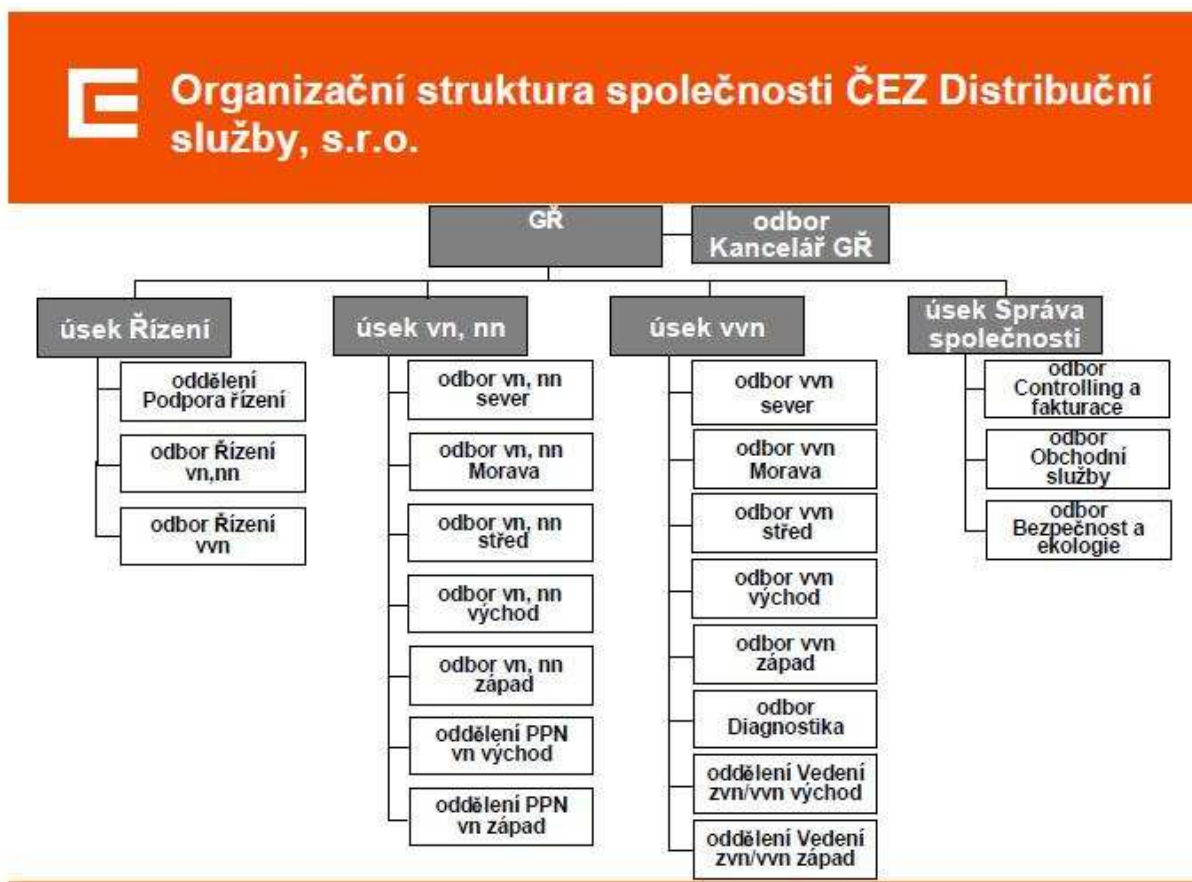 Organizační struktura společnosti ČEZ Distribuční
služby, s.r.o.
GŘ
odbor
Kancelář GŘ
úsek Řízení
oddělení
Podpora řízení
odbor Řízení
vn,nn
odbor Řízení
vvn
úsek vn, nn
odbor vn, nn
sever
odbor vn, nn
Morava
odbor vn, nn
střed
odbor vn, nn
východ
odbor vn, nn
západ
oddělení PPN
vn východ
oddělení PPN
vn západ
úsek vvn
odbor vvn
sever
odbor vvn
Morava
odbor vvn
střed
odbor vvn
východ
odbor vvn
západ
odbor
Diagnostika
oddělení Vedení
zvn/vvn východ
oddělení Vedení
zvn/vvn západ
úsek Správa
společnosti
odbor
Controlling a
fakturace
odbor
Obchodní
služby
odbor
Bezpečnost a
ekologie